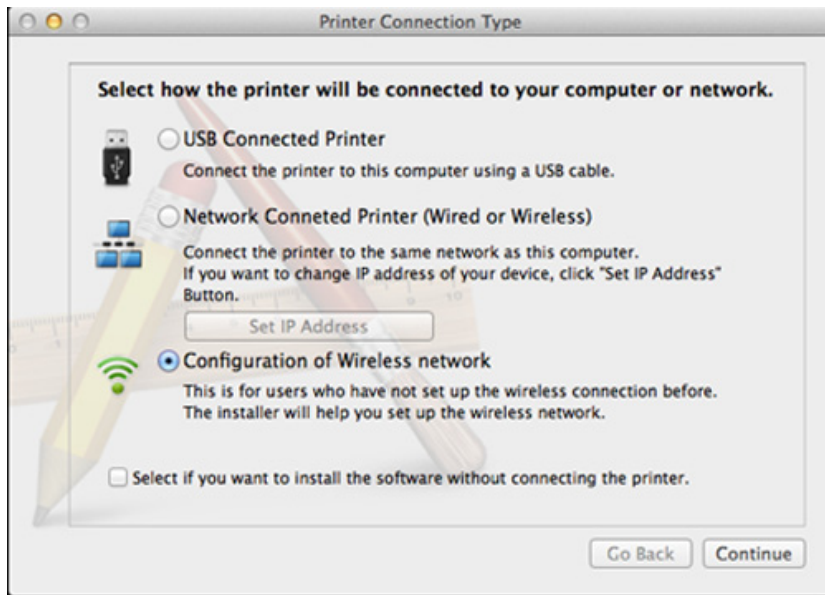 Printer Connection Type
Select how the printer will be connected to your computer or network.
USB Connected Printer
Connect the printer to this computer using a USB cable.
Network Conneted Printer (Wired or Wireless)
Connect the printer to the same network as this computer.
If you want to change IP address of your device, click "Set IP Address"
Button.
Set IP Address
Configuration of Wireless network
This is for users who have not set up the wireless connection before.
The installer will help you set up the wireless network.
Select if you want to install the software without connecting the printer.
Go Back
Continue